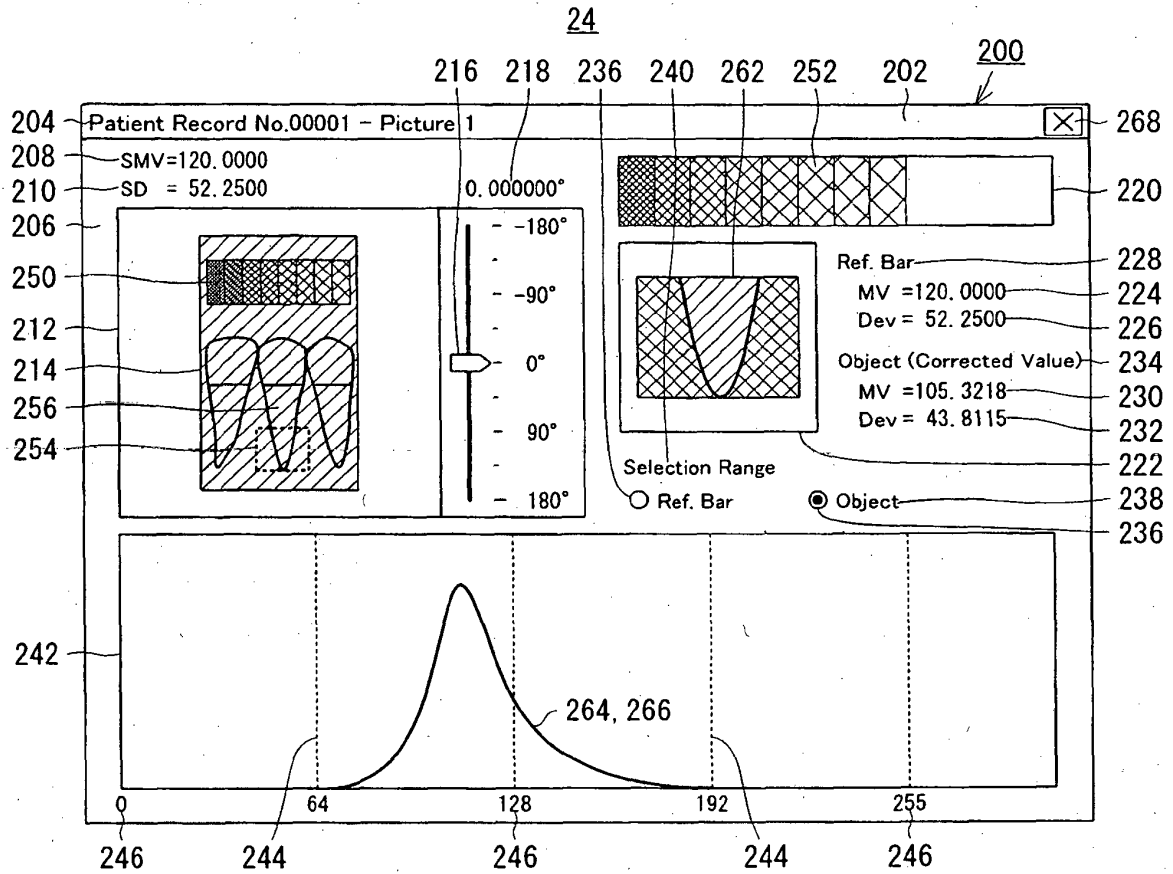 24
216 218 236 240 262 252 202 200
204 Patient Record No.00001 - Picture 1 268
208 SMV=120.0000
210 SD = 52.2500 0.000000° 220
206 -180°
250 -90°
212 0°
214 90°
256 180°
254
Ref. Bar 228
MV =120.0000 224
Dev= 52.2500 226
Object (Corrected Value) 234
MV =105.3218 230
Dev= 43.8115 232
222
Selection Range
Ref. Bar Object 238
236
242
264, 266
0 64 128 192 255
246 244 246 244 246